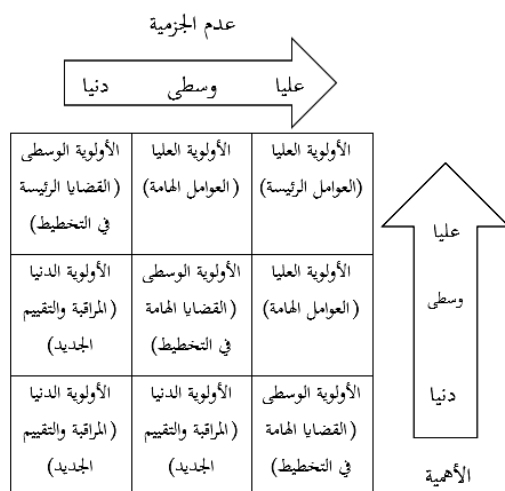 عدم الجزمية
عليا وسطى دنيا
الأولوية العليا
(العوامل الرئيسة)
الأولوية العليا
(العوامل الهامة)
الأولوية الوسطى
(القضايا الرئيسة
في التخطيط)
الأولوية العليا
(العوامل الهامة)
الأولوية الوسطى
(القضايا الهامة
في التخطيط)
الأولوية الدنيا
(المراقبة والتقييم
الجديد)
الأولوية الوسطى
(القضايا الهامة
في التخطيط)
الأولوية الدنيا
(المراقبة والتقييم
الجديد)
الأولوية الدنيا
(المراقبة والتقييم
الجديد)
عليا
وسطى
دنيا
الأهمية